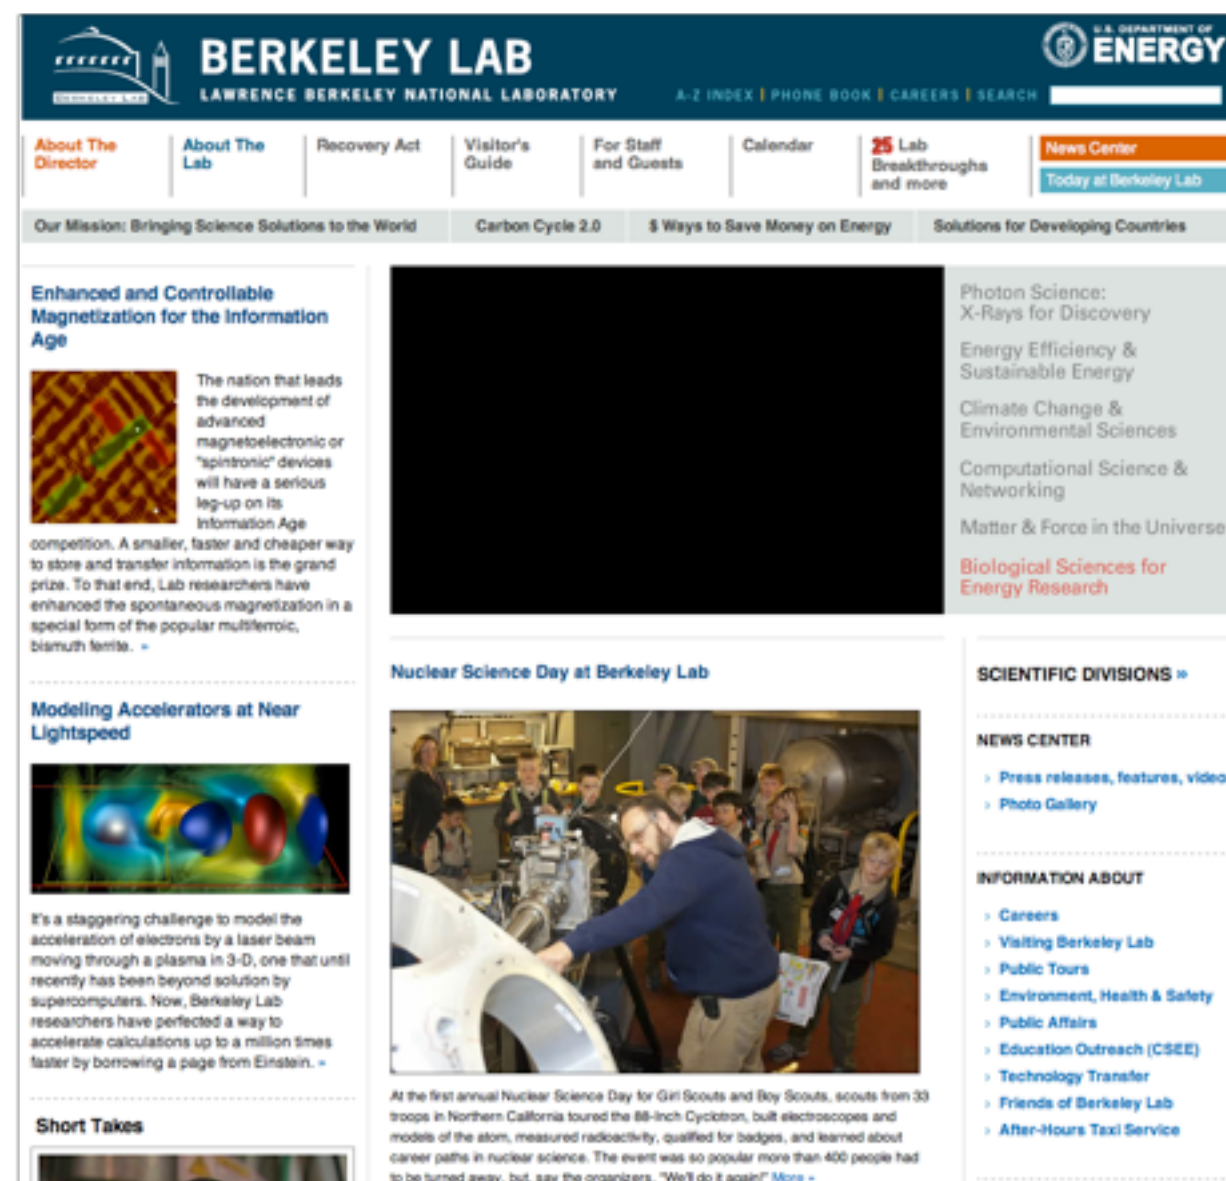 BERKELEY LAB
LAWRENCE BERKELEY NATIONAL LABORATORY
U.S. DEPARTMENT OF
ENERGY
A-Z INDEX | PHONE BOOK | CAREERS | SEARCH
About The
Director
About The
Lab
Recovery Act
Visitor's
Guide
For Staff
and Guests
Calendar
25 Lab
Breakthroughs
and more
News Center
Today at Berkeley Lab
Our Mission: Bringing Science Solutions to the World
Carbon Cycle 2.0
$ Ways to Save Money on Energy
Solutions for Developing Countries
Enhanced and Controllable
Magnetization for the Information
Age
The nation that leads
the development of
advanced
magnetoelectronic or
"spintronic" devices
will have a serious
leg-up on its
Information Age
competition. A smaller, faster and cheaper way
to store and transfer information is the grand
prize. To that end, Lab researchers have
enhanced the spontaneous magnetization in a
special form of the popular multiferroic,
bismuth ferrite. »
Modeling Accelerators at Near
Lightspeed
It's a staggering challenge to model the
acceleration of electrons by a laser beam
moving through a plasma in 3-D, one that until
recently has been beyond solution by
supercomputers. Now, Berkeley Lab
researchers have perfected a way to
accelerate calculations up to a million times
faster by borrowing a page from Einstein. »
Short Takes
Photon Science:
X-Rays for Discovery
Energy Efficiency &
Sustainable Energy
Climate Change &
Environmental Sciences
Computational Science &
Networking
Matter & Force in the Universe
Biological Sciences for
Energy Research
Nuclear Science Day at Berkeley Lab
At the first annual Nuclear Science Day for Girl Scouts and Boy Scouts, scouts from 33
troops in Northern California toured the 88-Inch Cyclotron, built electroscopes and
models of the atom, measured radioactivity, qualified for badges, and learned about
career paths in nuclear science. The event was so popular more than 400 people had
to be turned away, but, say the organizers, "We'll do it again!" More »
SCIENTIFIC DIVISIONS »
NEWS CENTER
› Press releases, features, video
› Photo Gallery
INFORMATION ABOUT
› Careers
› Visiting Berkeley Lab
› Public Tours
› Environment, Health & Safety
› Public Affairs
› Education Outreach (CSEE)
› Technology Transfer
› Friends of Berkeley Lab
› After-Hours Taxi Service